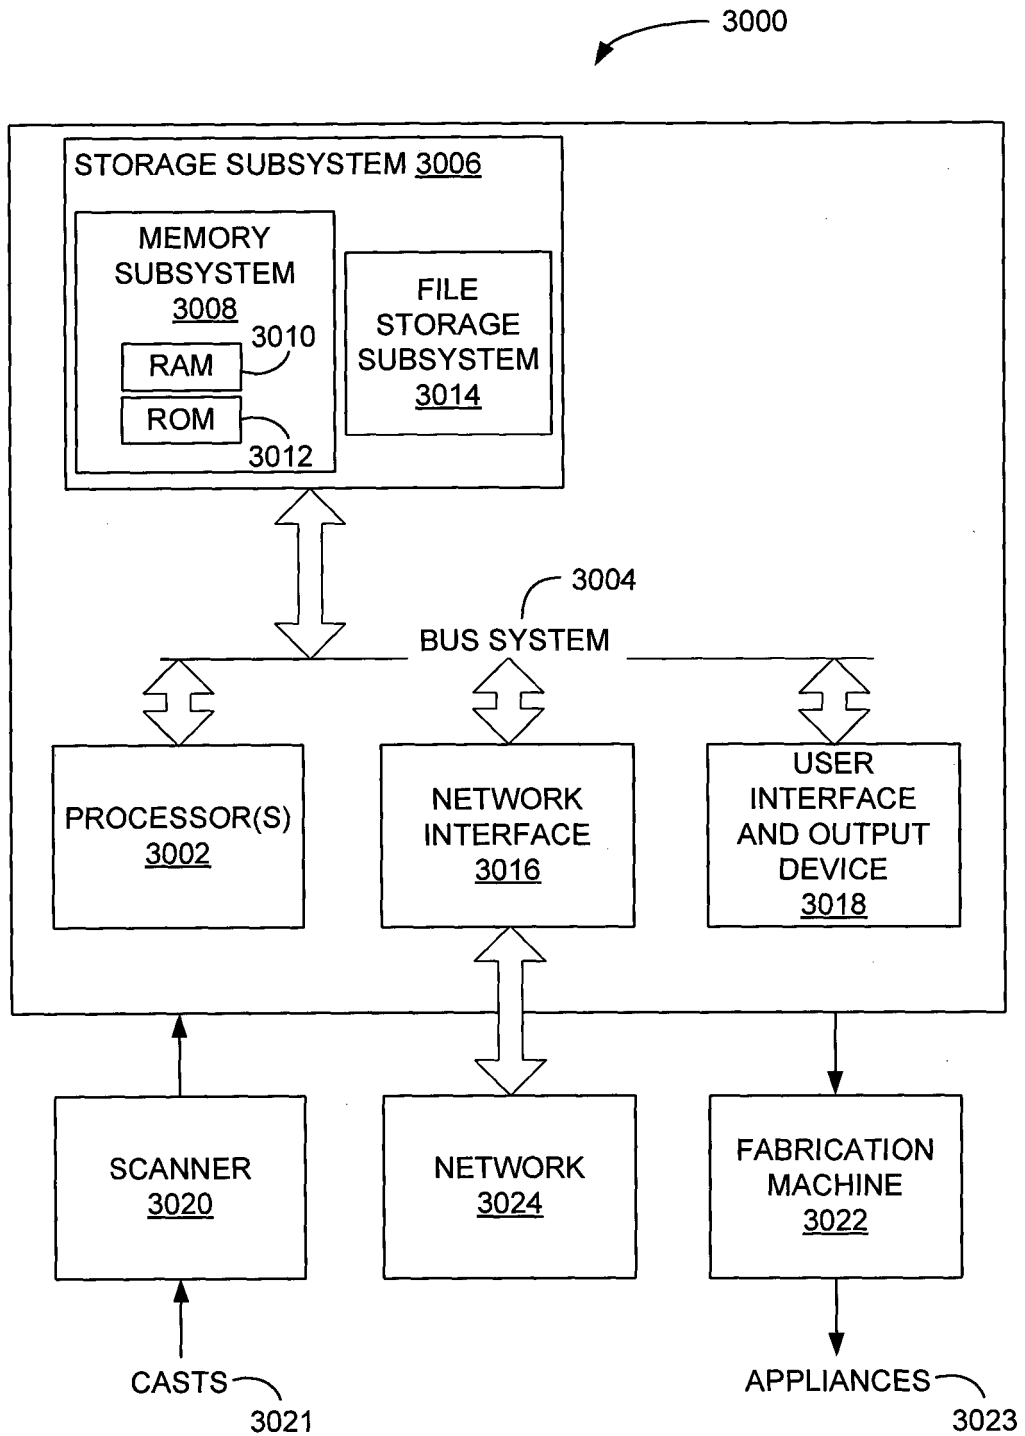 3000
STORAGE SUBSYSTEM 3006
MEMORY
SUBSYSTEM
3008
3010
RAM
ROM
3012
FILE
STORAGE
SUBSYSTEM
3014
3004
BUS SYSTEM
PROCESSOR(S)
3002
NETWORK
INTERFACE
3016
USER
INTERFACE
AND OUTPUT
DEVICE
3018
SCANNER
3020
NETWORK
3024
FABRICATION
MACHINE
3022
CASTS
3021
APPLIANCES
3023